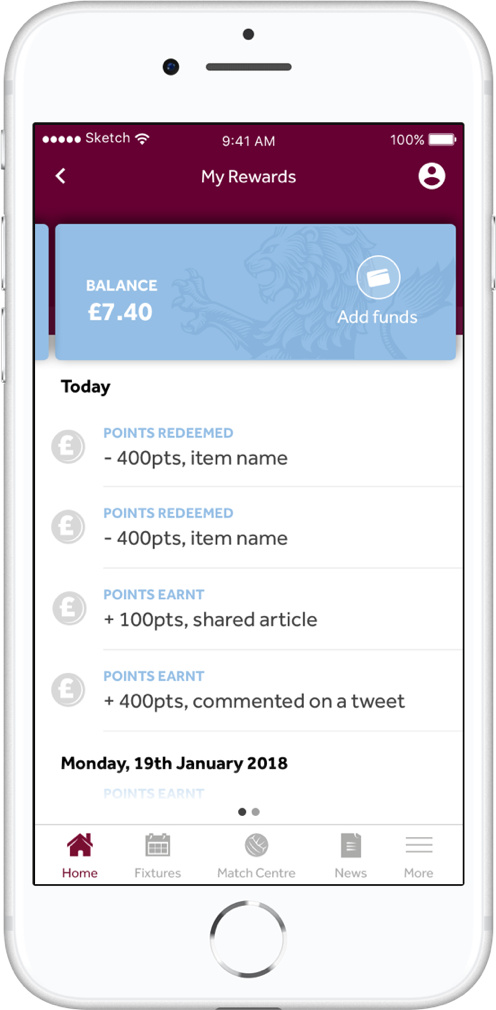 Sketch 9:41 AM 100%
My Rewards
BALANCE
£7.40
Add funds
Today
POINTS REDEEMED
- 400pts, item name
POINTS REDEEMED
- 400pts, item name
POINTS EARNT
+ 100pts, shared article
POINTS EARNT
+ 400pts, commented on a tweet
Monday, 19th January 2018
POINTS EARNT
Home Fixtures Match Centre News More